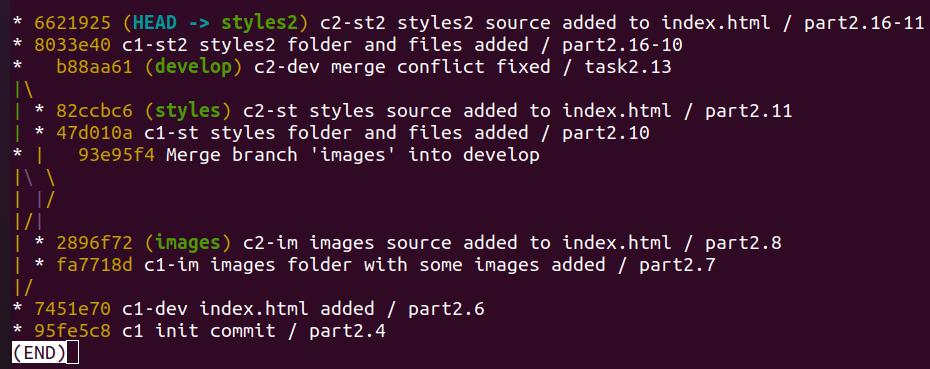 * 6621925 (HEAD -> styles2) c2-st2 styles2 source added to index.html / part2.16-11
* 8033e40 c1-st2 styles2 folder and files added / part2.16-10
*   b88aa61 (develop) c2-dev merge conflict fixed / task2.13
|\
| * 82ccbc6 (styles) c2-st styles source added to index.html / part2.11
| * 47d010a c1-st styles folder and files added / part2.10
* |   93e95f4 Merge branch 'images' into develop
|\ \
| |/
|/|
| * 2896f72 (images) c2-im images source added to index.html / part2.8
| * fa7718d c1-im images folder with some images added / part2.7
|/
* 7451e70 c1-dev index.html added / part2.6
* 95fe5c8 c1 init commit / part2.4
(END)